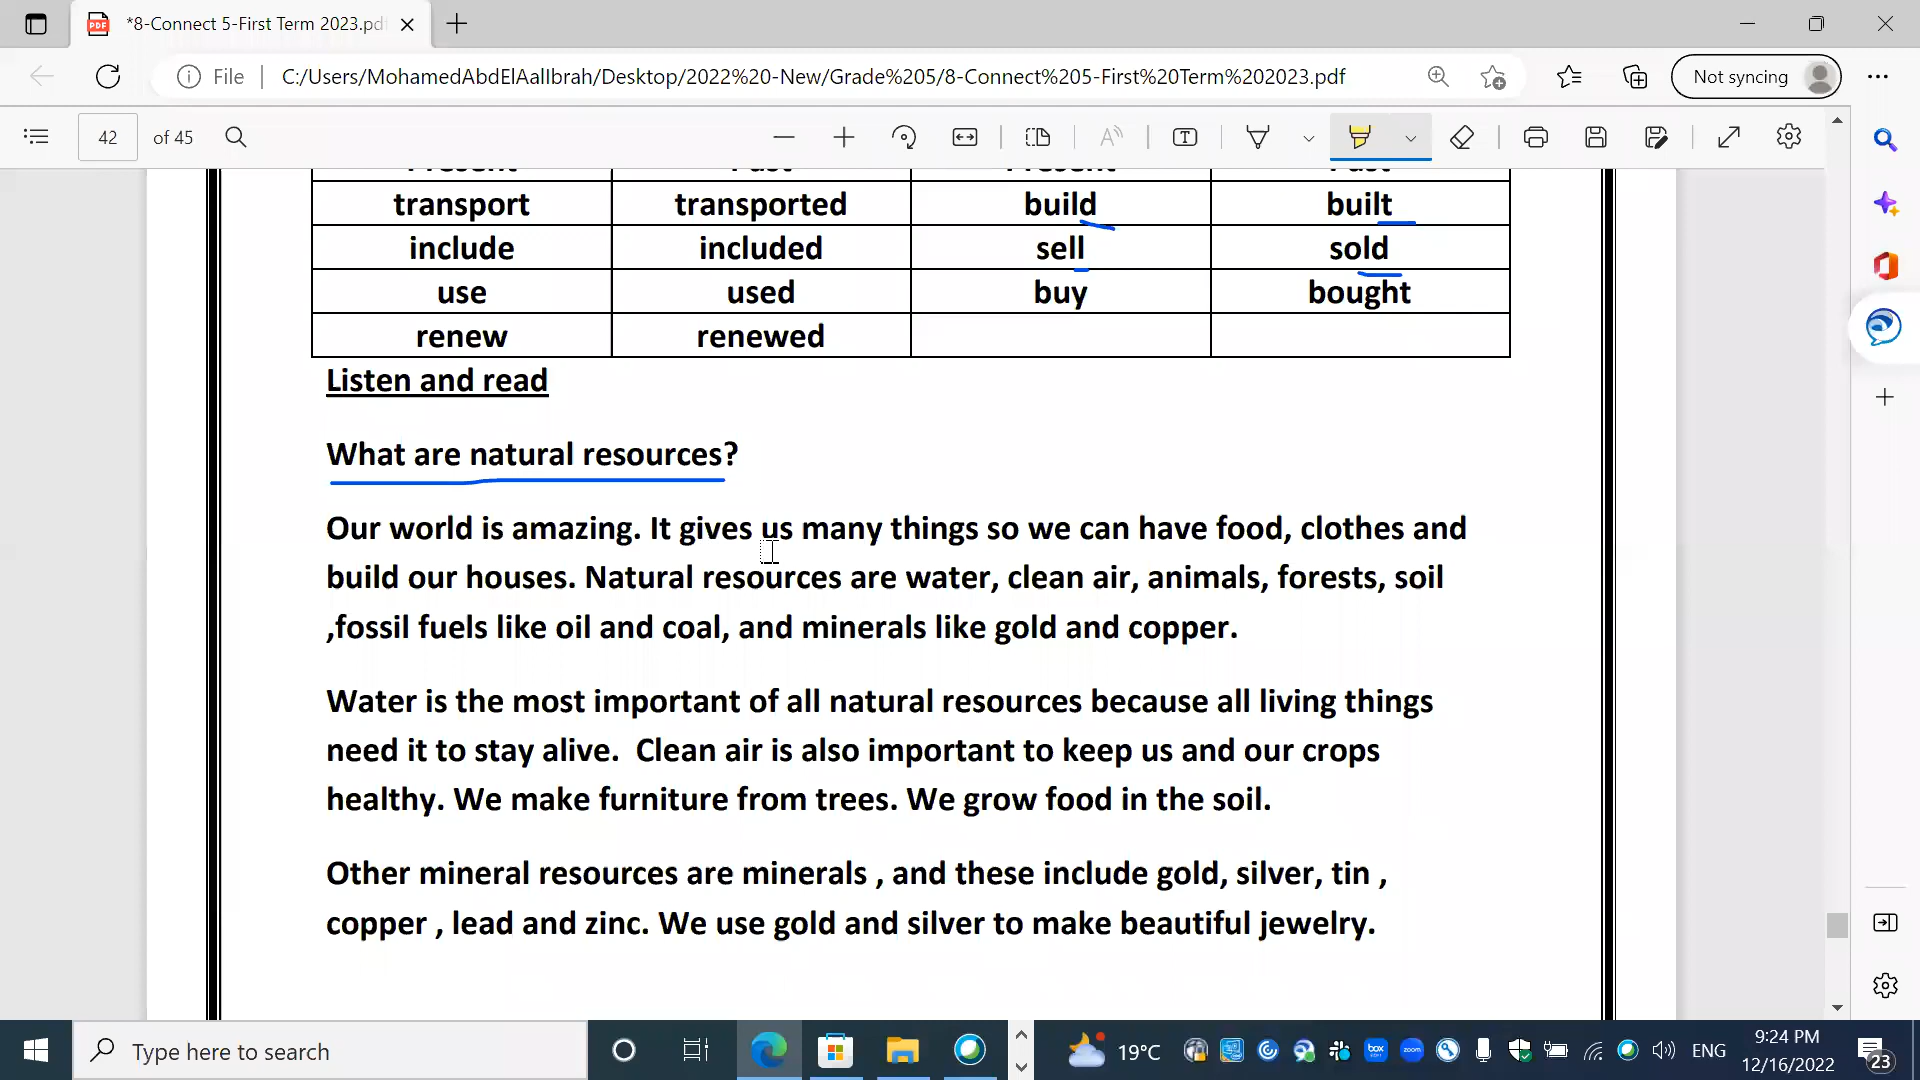 *8-Connect 5-First Term 2023.pdf
File C:/Users/MohamedAbdElAalIbrah/Desktop/2022%20-New/Grade%205/8-Connect%205-First%20Term%202023.pdf Not syncing
42 of 45
Present Past Present Past
transport transported build built
include included sell sold
use used buy bought
renew renewed
Listen and read
What are natural resources?
Our world is amazing. It gives us many things so we can have food, clothes and
build our houses. Natural resources are water, clean air, animals, forests, soil
,fossil fuels like oil and coal, and minerals like gold and copper.
Water is the most important of all natural resources because all living things
need it to stay alive.  Clean air is also important to keep us and our crops
healthy. We make furniture from trees. We grow food in the soil.
Other mineral resources are minerals , and these include gold, silver, tin ,
copper , lead and zinc. We use gold and silver to make beautiful jewelry.
Type here to search 19°C box zoom ENG 9:24 PM 23
12/16/2022